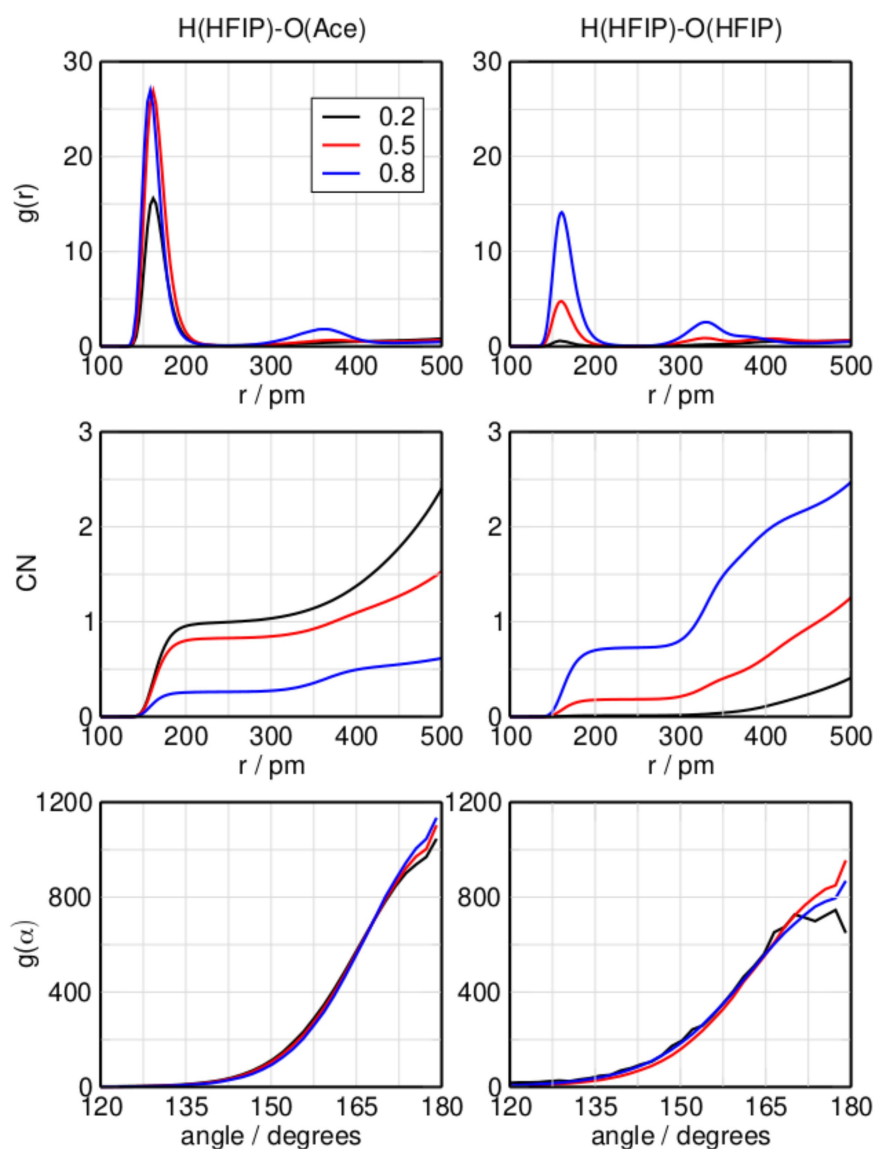 H(HFIP)-O(Ace) H(HFIP)-O(HFIP)
30 30
0.2
0.5
0.8
20 20
g(r)
10 10
0 0
100 200 300 400 500 100 200 300 400 500
r / pm r / pm
3 3
2 2
CN
1 1
0 0
100 200 300 400 500 100 200 300 400 500
r / pm r / pm
1200 1200
800 800
g(α)
400 400
0 0
120 135 150 165 180 120 135 150 165 180
angle / degrees angle / degrees